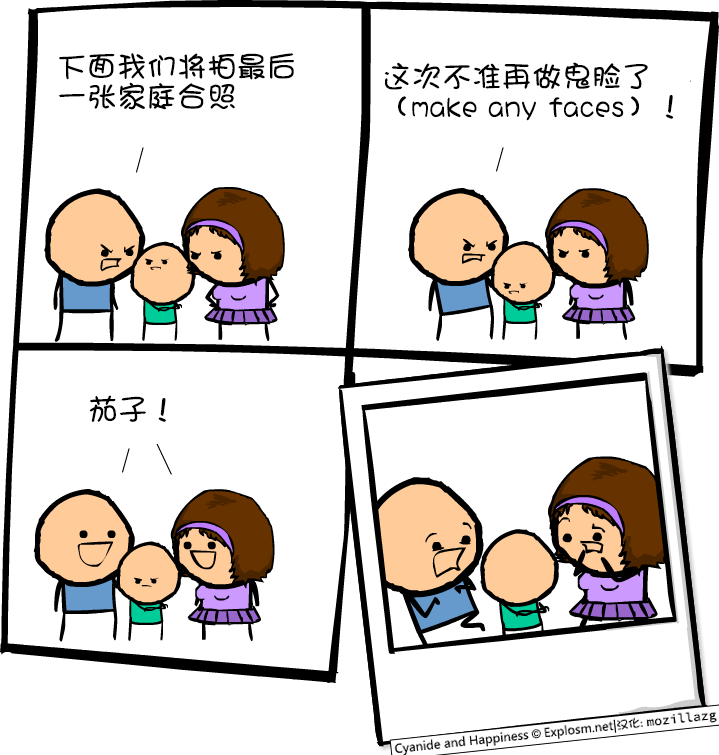 下面我们将拍最后
一张家庭合照
这次不准再做鬼脸了
（make any faces）！
茄子！
Cyanide and Happiness © Explosm.net|汉化: mozillazg